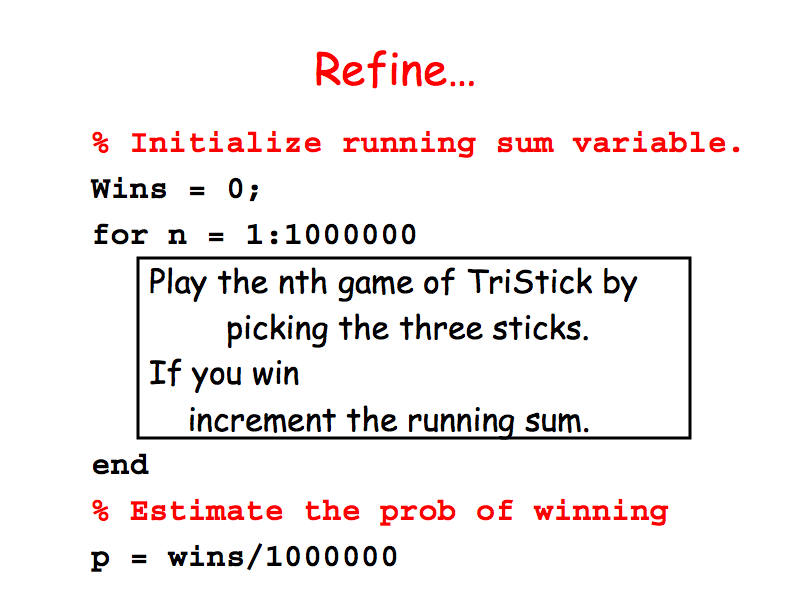 Refine…
% Initialize running sum variable.
Wins = 0;
for n = 1:1000000
Play the nth game of TriStick by
picking the three sticks.
If you win
increment the running sum.
end
% Estimate the prob of winning
p = wins/1000000